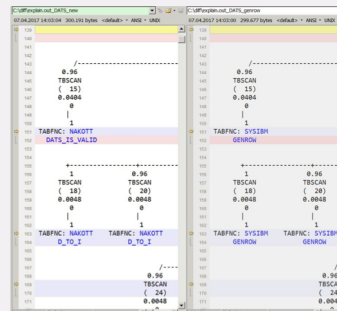 C:\diff\explain.out_DATS_new
07.04.2017 14:03:04 300.191 bytes <default> • ANSI • UNIX
139
140
141
142
143 /-----------------
144 0.96
145 TBSCAN
146 ( 15)
147 0.0404
148 0
149 |
150 1
151 TABFNC: NAKOTT
152 DATS_IS_VALID
153
154
155 +-----------------
156 1 0.96
157 TBSCAN TBSCAN
158 ( 18) ( 20)
159 0.0048 0.0048
160 0 0
161 | |
162 1 1
163 TABFNC: NAKOTT TABFNC: NAKOTT
164 D_TO_I D_TO_I
165
166
167 /----
168 0.96
169 TBSCAN
170 ( 24)
171 0.0048
C:\diff\explain.out_DATS_genrow
07.04.2017 14:03:00 299.677 bytes <default> • ANSI • UNIX
139
140
141
142
143 /-----------------
144 0.96
145 TBSCAN
146 ( 15)
147 0.0404
148 0
149 |
150 1
151 TABFNC: SYSIBM
152 GENROW
153
154
155 +-----------------
156 1 0.96
157 TBSCAN TBSCAN
158 ( 18) ( 20)
159 0.0048 0.0048
160 0 0
161 | |
162 1 1
163 TABFNC: SYSIBM TABFNC: SYSIBM
164 GENROW GENROW
165
166
167 /---
168 0.96
169 TBSCA
170 ( 24
171 0.004